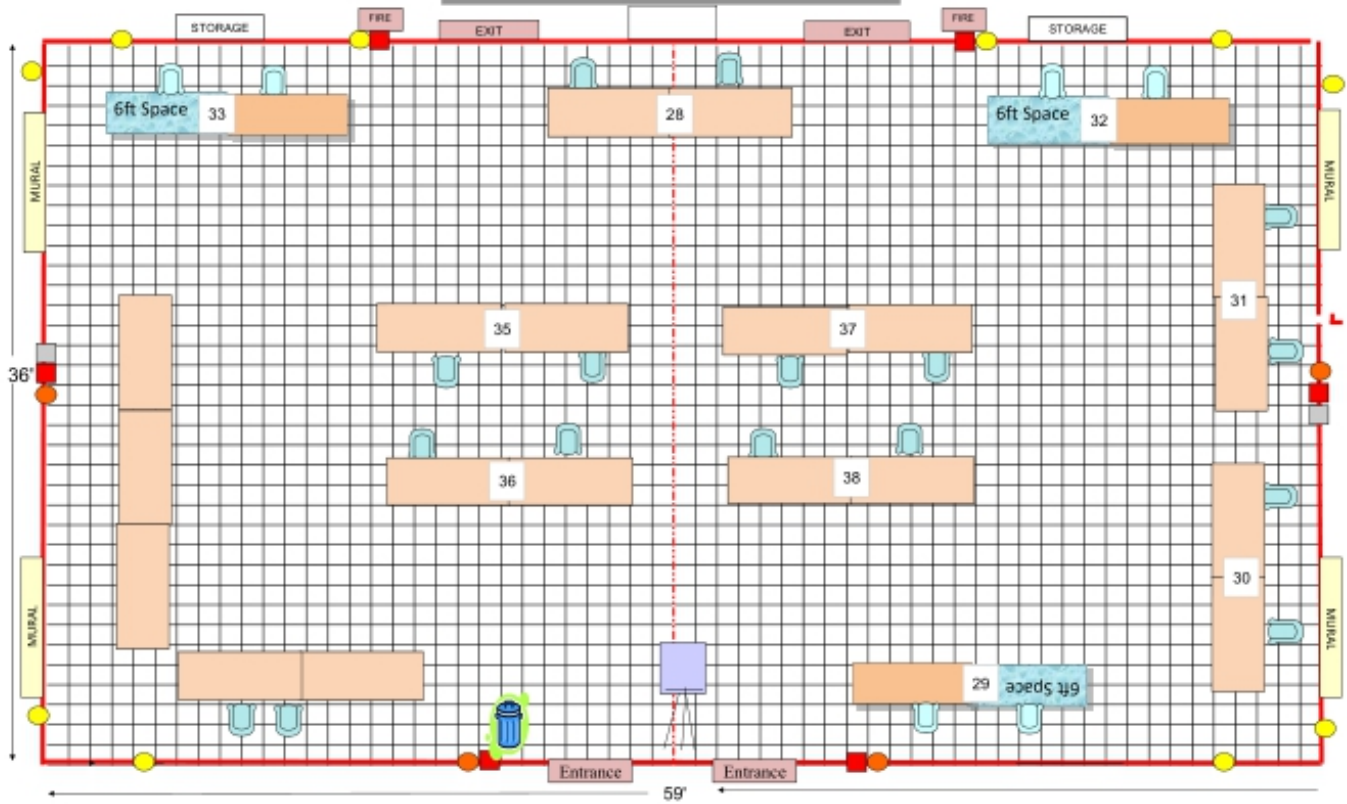 FIRE
FIRE
STORAGE
EXIT
EXIT
STORAGE
6ft Space
33
28
6ft Space
32
MURAL
MURAL
31
35
37
36"
36
38
30
MURAL
MURAL
29
6ft Space
Entrance
Entrance
59'